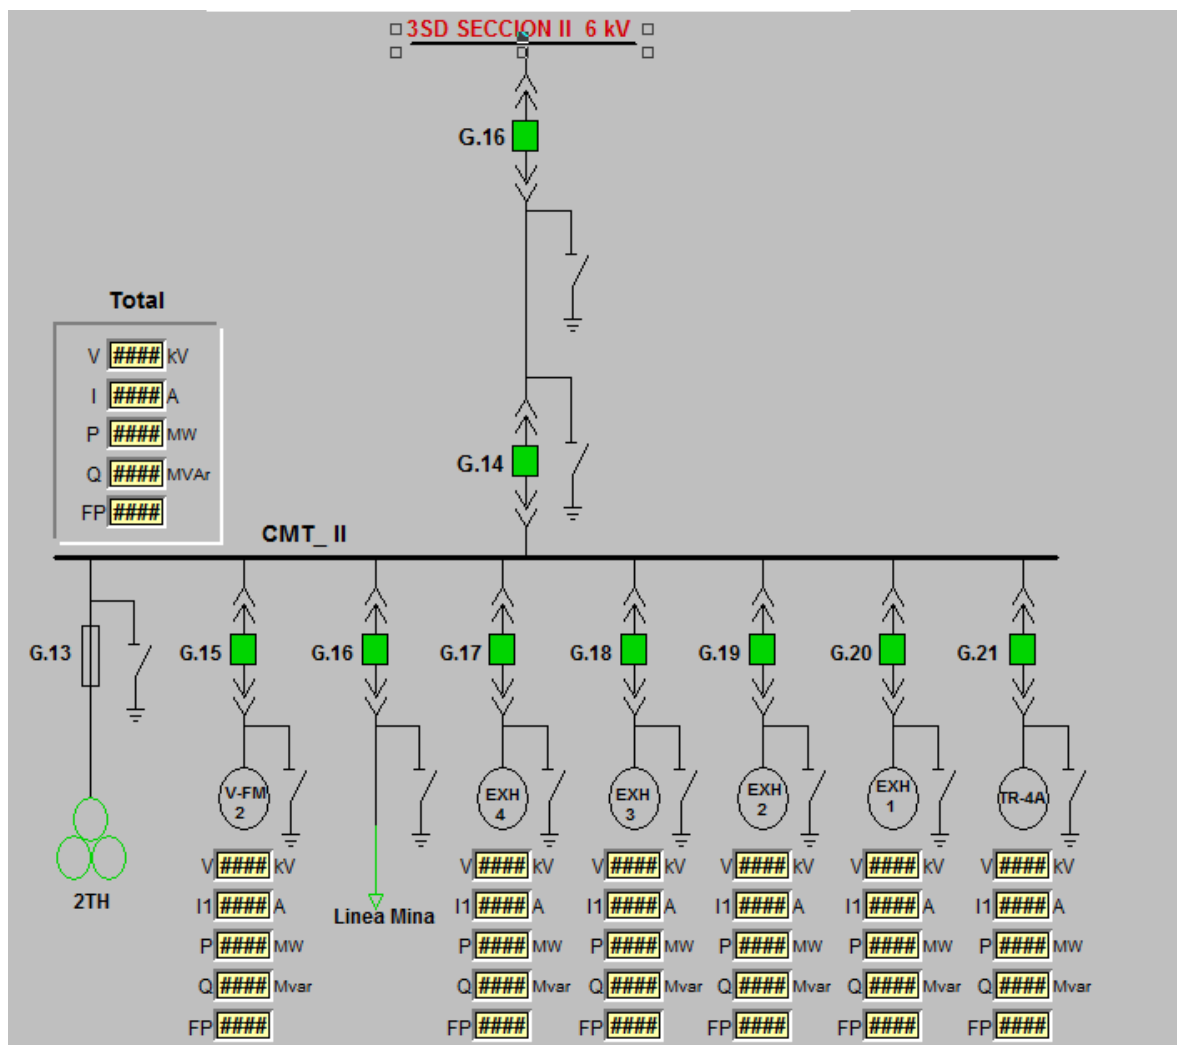 3SD SECCION II 6 kV
G.16
Total
V #### kV
I #### A
P #### MW
Q #### MVAr
FP ####
G.14
CMT_ II
G.13 G.15 G.16 G.17 G.18 G.19 G.20 G.21
V-FM 2
EXH 4
EXH 3
EXH 2
EXH 1
TR-4A
2TH
Linea Mina
V #### kV V #### kV V #### kV V #### kV V #### kV V #### kV
I1 #### A I1 #### A I1 #### A I1 #### A I1 #### A I1 #### A
P #### MW P #### MW P #### MW P #### MW P #### MW P #### MW
Q #### Mvar Q #### Mvar Q #### Mvar Q #### Mvar Q #### Mvar Q #### Mvar
FP #### FP #### FP #### FP #### FP #### FP ####